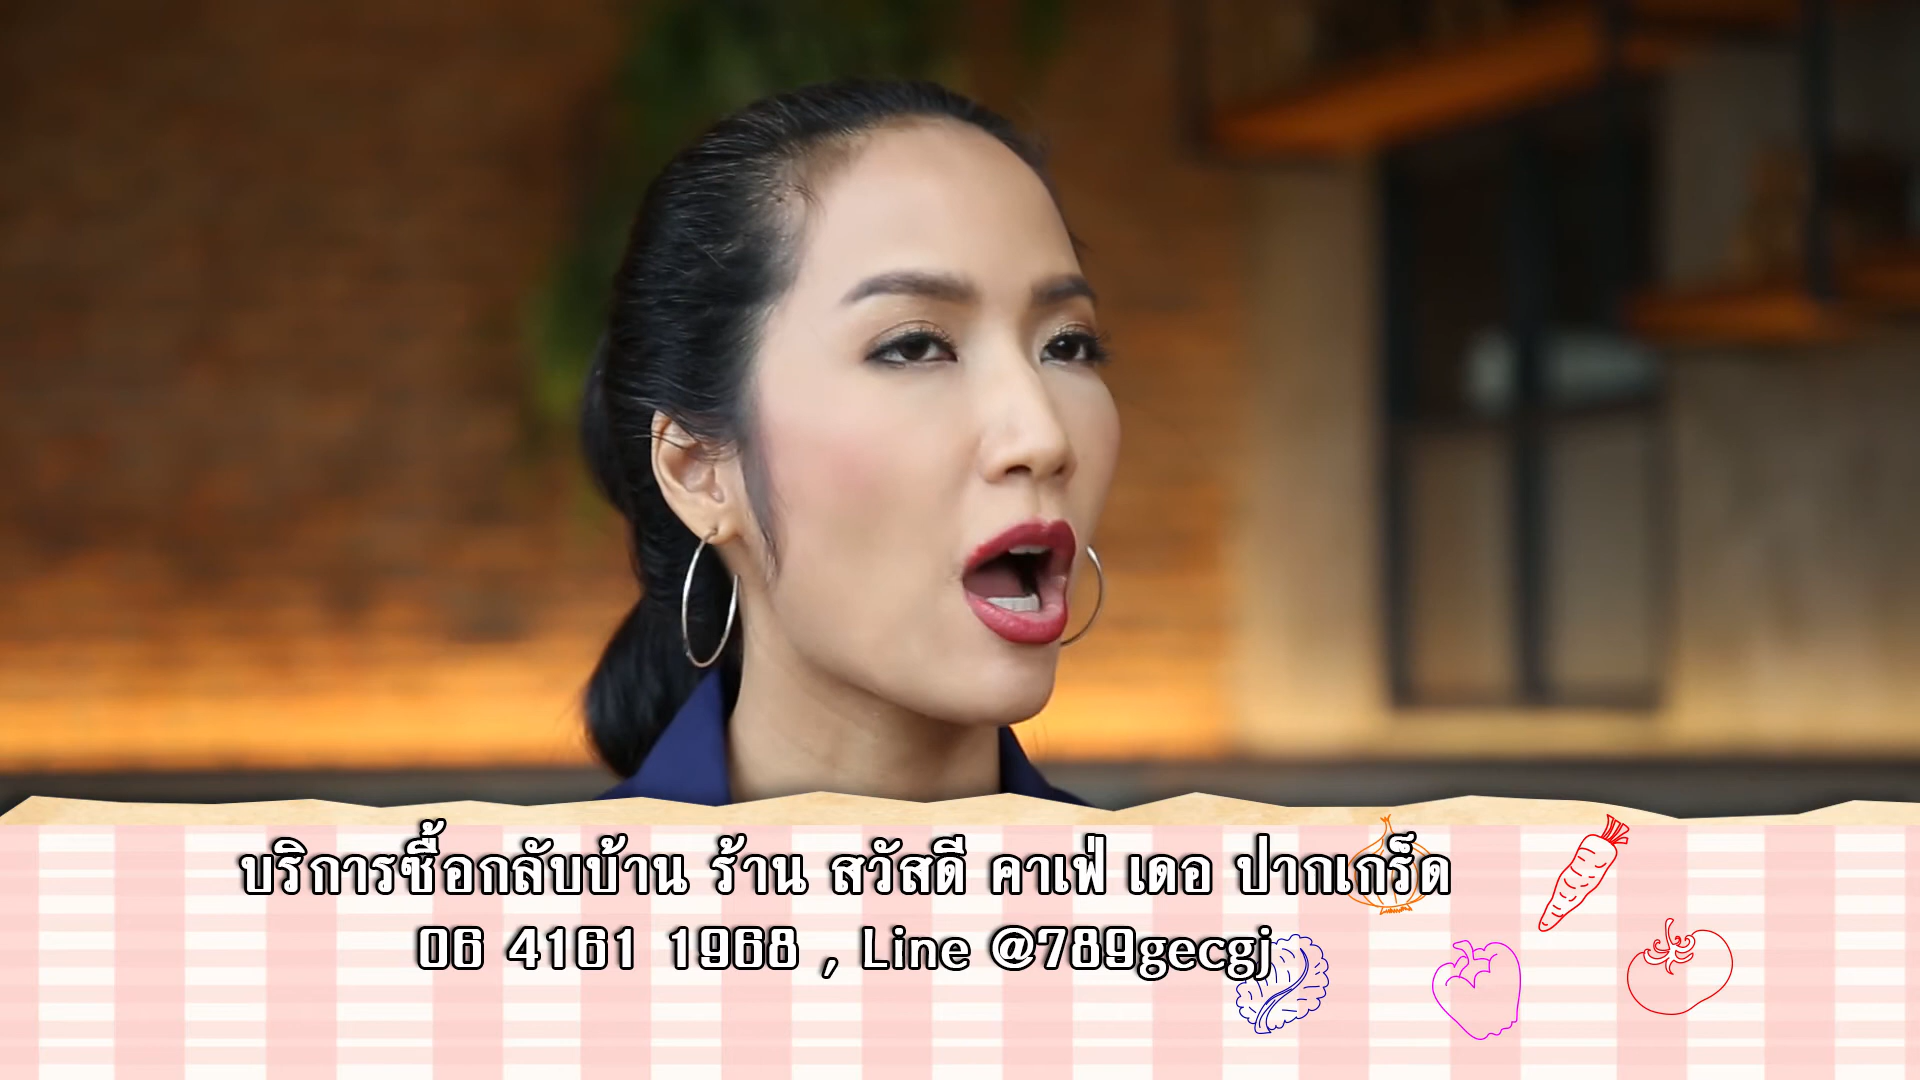 บริการซื้อกลับบ้าน ร้าน สวัสดี คาเฟ่ เดอ ปากเกร็ด
06 4161 1968 , Line @789gecgj